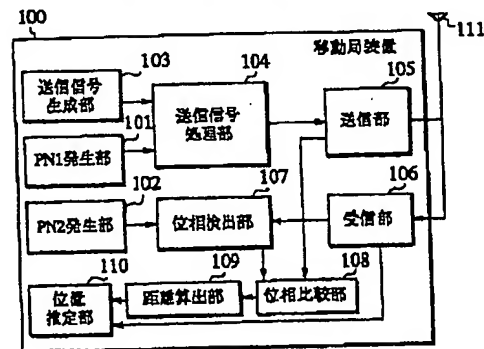 100
移動局装置
111
103
送信信号
生成部
104
送信信号
処理部
105
送信部
101
PN1発生部
102
PN2発生部
107
位相検出部
106
受信部
110
位置
推定部
109
距離算出部
108
位相比較部